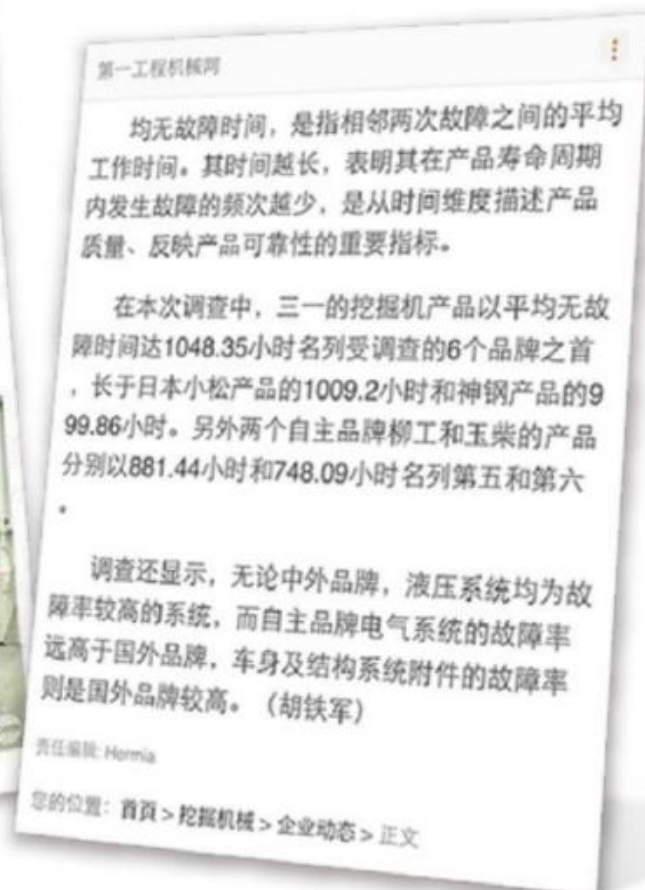 第一工程机械网
均无故障时间，是指相邻两次故障之间的平均
工作时间。其时间越长，表明其在产品寿命周期
内发生故障的频次越少，是从时间维度描述产品
质量、反映产品可靠性的重要指标。
在本次调查中，三一的挖掘机产品以平均无故
障时间达1048.35小时名列受调查的6个品牌之首
，长于日本小松产品的1009.2小时和神钢产品的9
99.86小时。另外两个自主品牌柳工和玉柴的产品
分别以881.44小时和748.09小时名列第五和第六
。
调查还显示，无论中外品牌，液压系统均为故
障率较高的系统，而自主品牌电气系统的故障率
远高于国外品牌，车身及结构系统附件的故障率
则是国外品牌较高。（胡铁军）
责任编辑: Hermia
您的位置：首页 > 挖掘机械 > 企业动态 > 正文